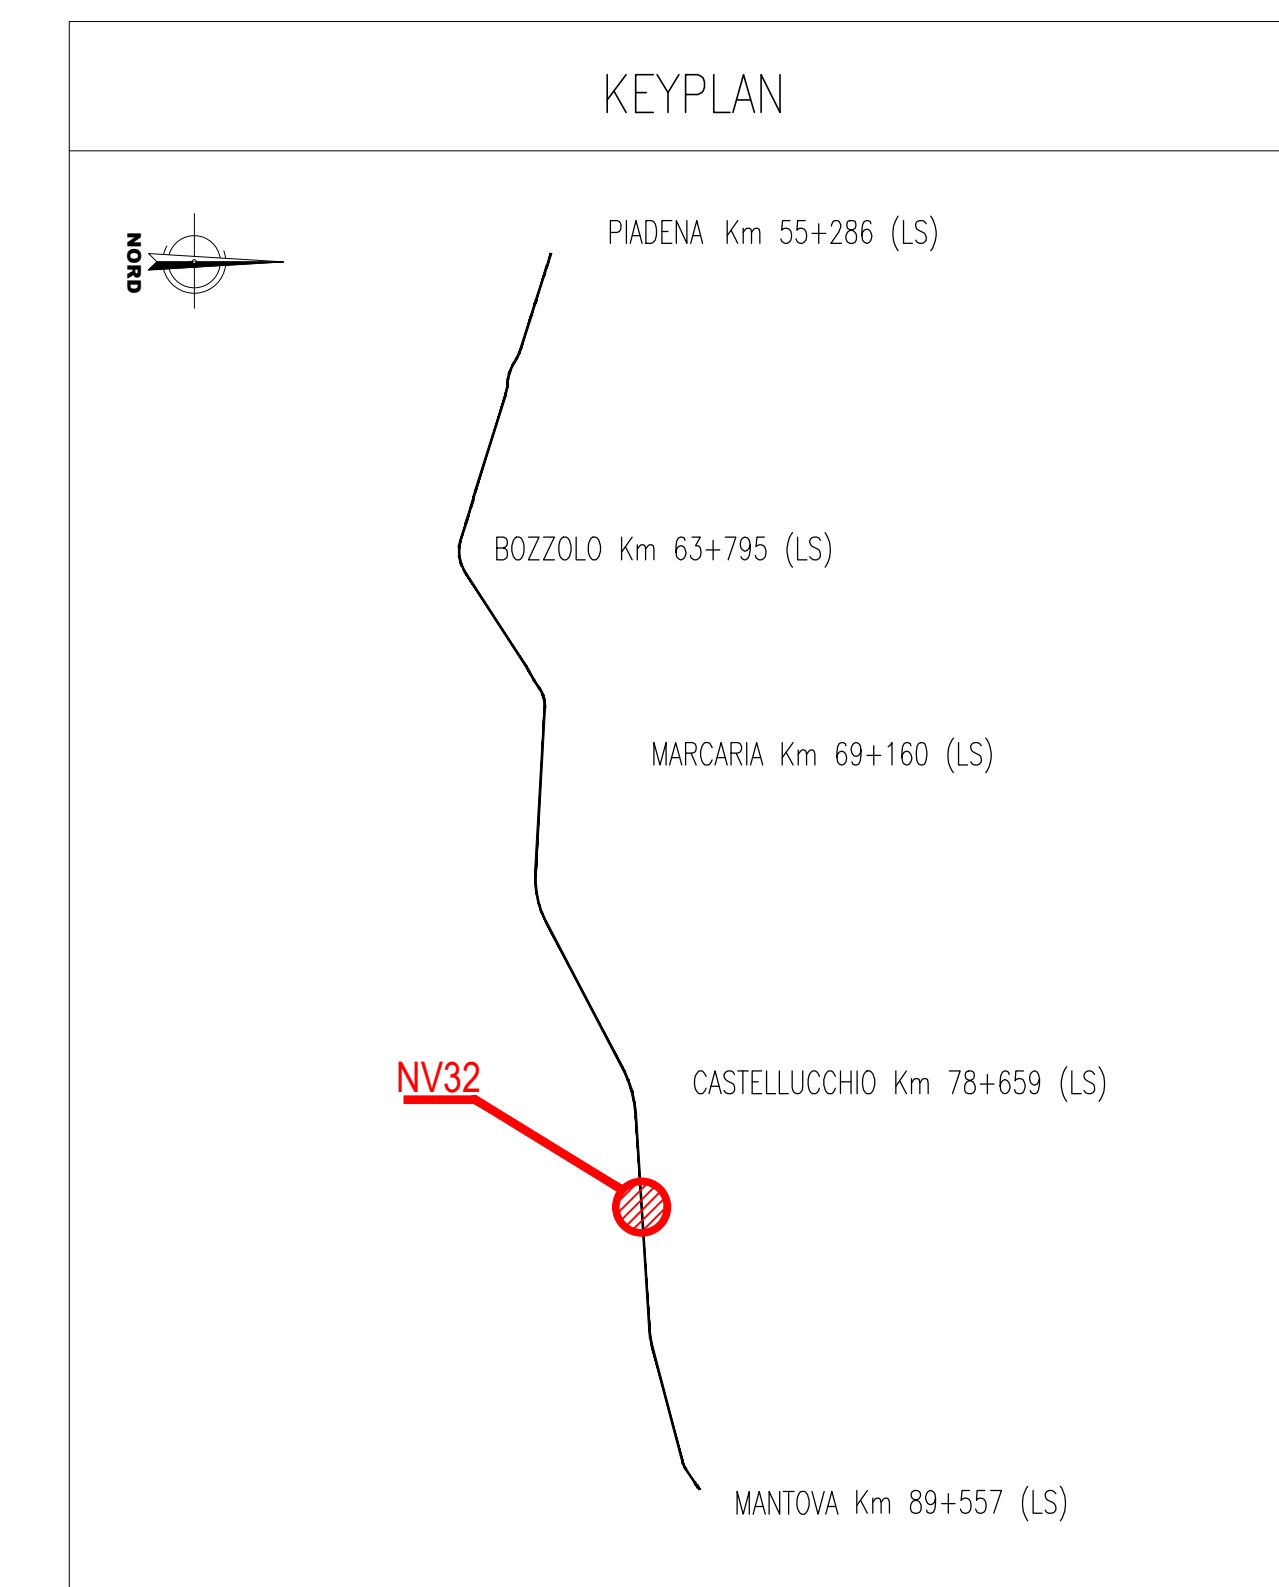 KEYPLAN
NORD
PIADENA Km 55+286 (LS)
BOZZOLO Km 63+795 (LS)
MARCARIA Km 69+160 (LS)
NV32
CASTELLUCCHIO Km 78+659 (LS)
MANTOVA Km 89+557 (LS)